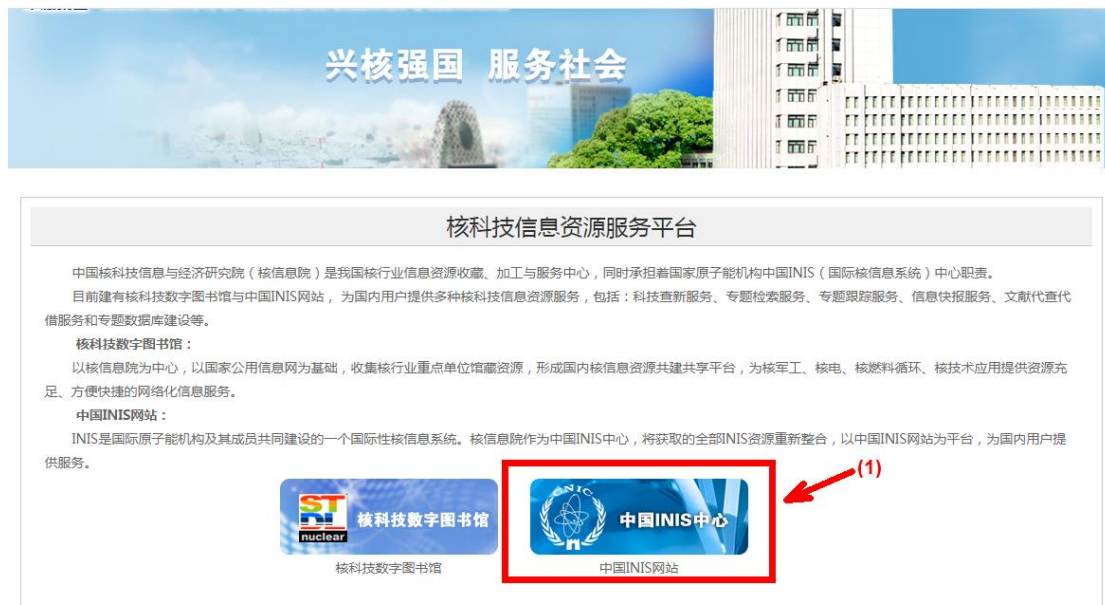 兴核强国 服务社会
核科技信息资源服务平台
中国核科技信息与经济研究院（核信息院）是我国核行业信息资源收藏、加工与服务中心，同时承担着国家原子能机构中国INIS（国际核信息系统）中心职责。
目前建有核科技数字图书馆与中国INIS网站， 为国内用户提供多种核科技信息资源服务，包括：科技查新服务、专题检索服务、专题跟踪服务、信息快报服务、文献代查代
借服务和专题数据库建设等。
核科技数字图书馆：
以核信息院为中心，以国家公用信息网为基础，收集核行业重点单位馆藏资源，形成国内核信息资源共建共享平台，为核军工、核电、核燃料循环、核技术应用提供资源充
足、方便快捷的网络化信息服务。
中国INIS网站：
INIS是国际原子能机构及其成员共同建设的一个国际性核信息系统。核信息院作为中国INIS中心，将获取的全部INIS资源重新整合，以中国INIS网站为平台，为国内用户提
供服务。
(1)
STDL nuclear 核科技数字图书馆
CNIC 中国INIS中心
核科技数字图书馆
中国INIS网站